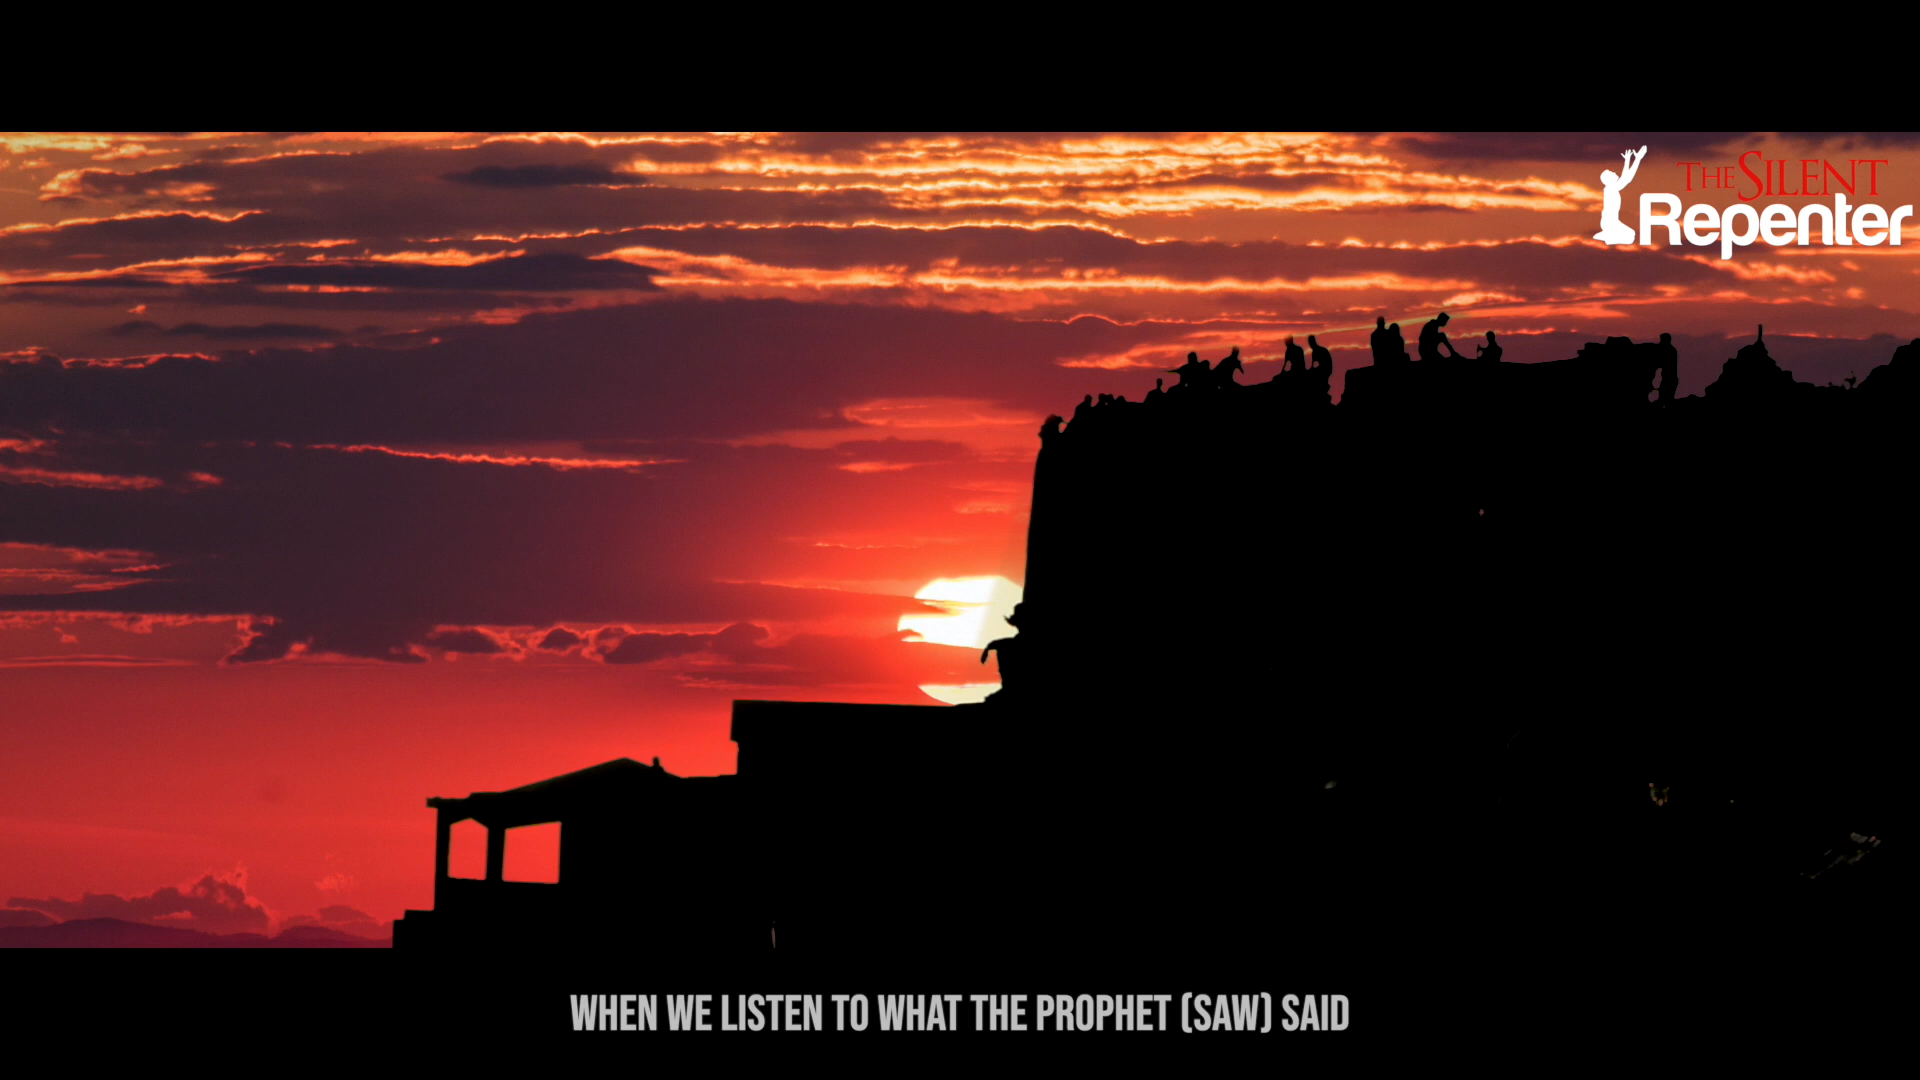 THE SILENT
Repenter
WHEN WE LISTEN TO WHAT THE PROPHET (SAW) SAID